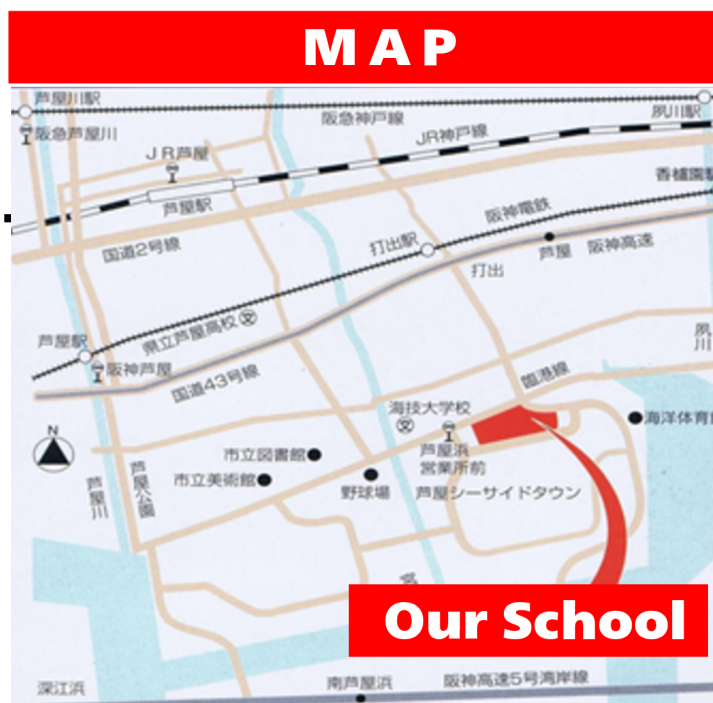 MAP
芦屋川駅
夙川駅
阪急神戸線
阪急芦屋川
JR神戸線
JR芦屋
香櫨園駅
芦屋駅
阪神電鉄
打出駅
国道2号線
芦屋
阪神高速
打出
県立芦屋高校
文
芦屋駅
夙川
阪神芦屋
国道43号線
臨港線
海技大学校
文
海洋体育館
N
芦屋浜
営業所前
市立図書館
市立美術館
野球場
芦屋シーサイドタウン
芦屋川
芦屋公園
宮
Our School
深江浜
南芦屋浜
阪神高速5号湾岸線